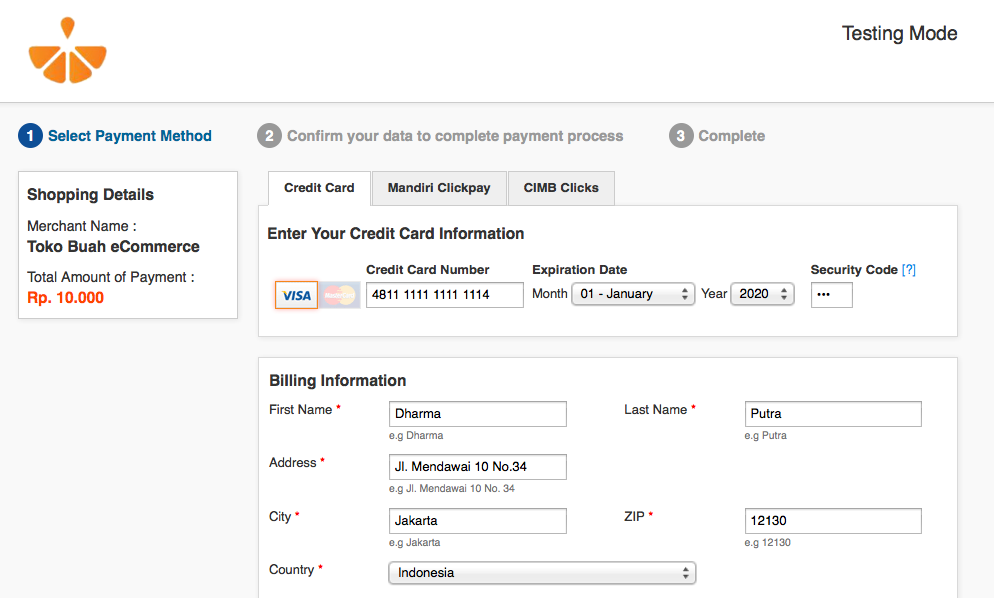 Testing Mode
1 Select Payment Method
2 Confirm your data to complete payment process
3 Complete
Shopping Details
Merchant Name :
Toko Buah eCommerce
Total Amount of Payment :
Rp. 10.000
Credit Card
Mandiri Clickpay
CIMB Clicks
Enter Your Credit Card Information
Credit Card Number
Expiration Date
Security Code [?]
VISA
MasterCard
4811 1111 1111 1114
Month 01 - January
Year 2020
•••
Billing Information
First Name *
Dharma
e.g Dharma
Last Name *
Putra
e.g Putra
Address *
Jl. Mendawai 10 No.34
e.g Jl. Mendawai 10 No. 34
City *
Jakarta
e.g Jakarta
ZIP *
12130
e.g 12130
Country *
Indonesia